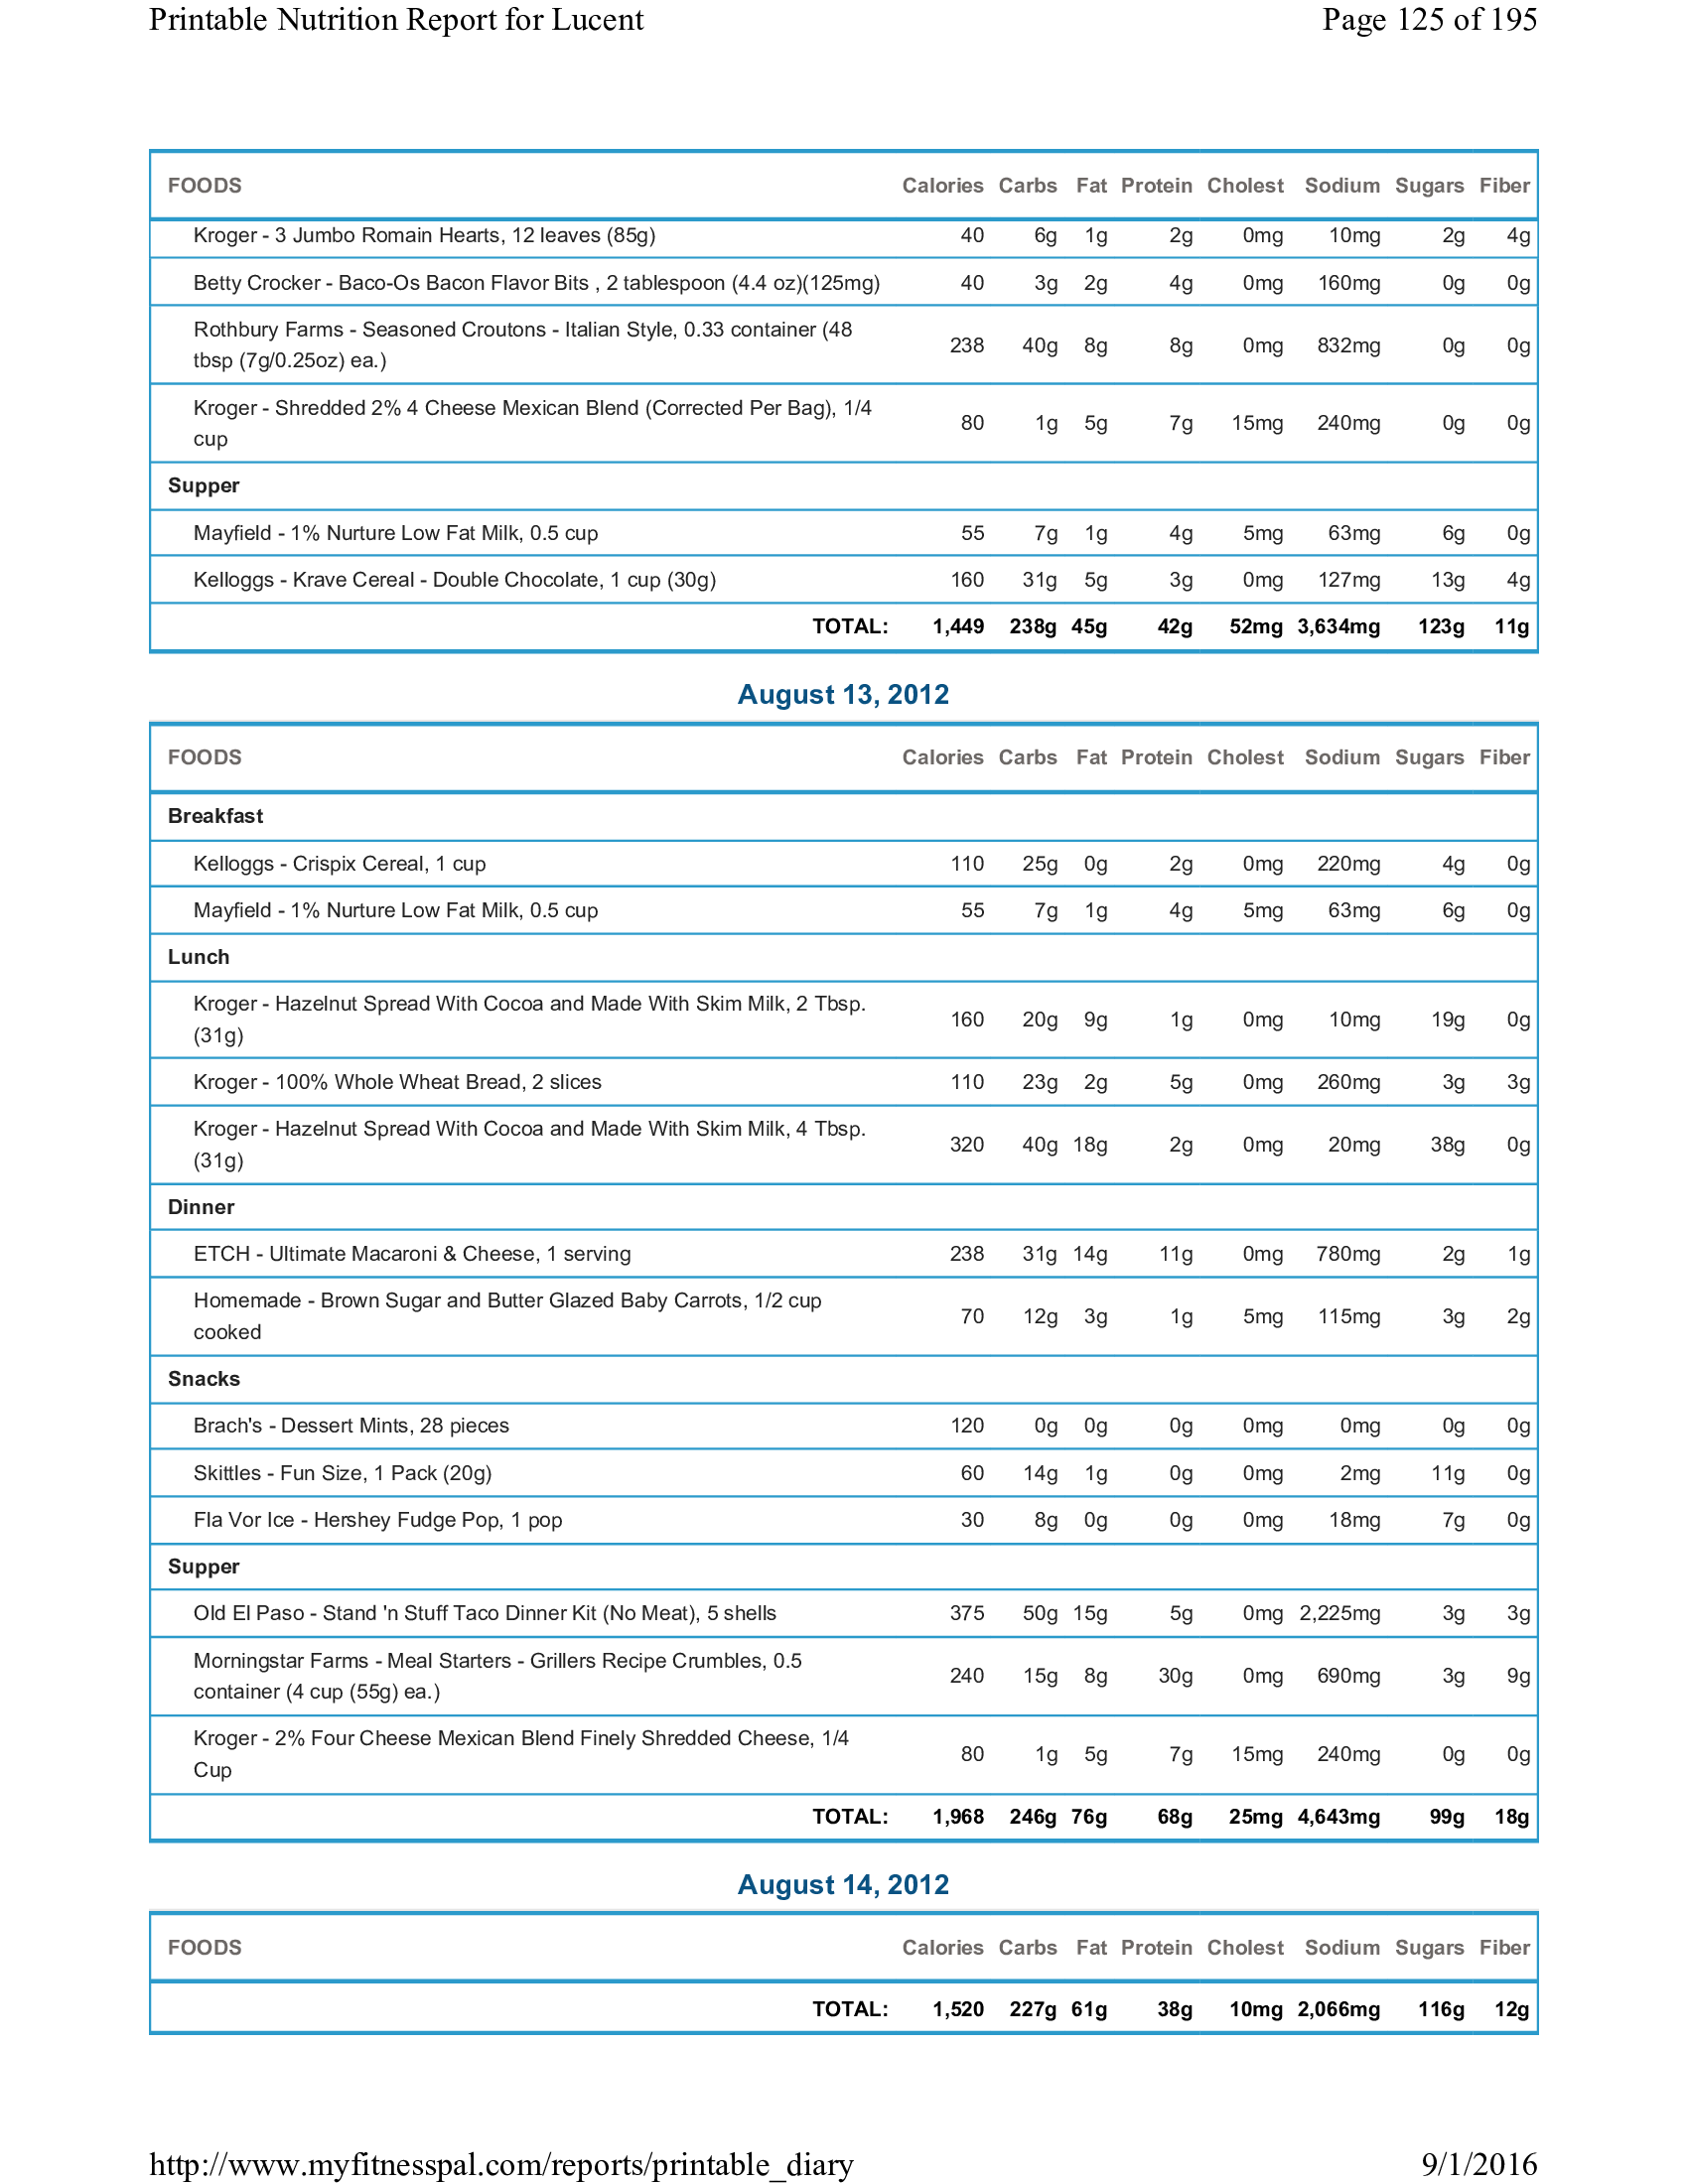 Printable Nutrition Report for Lucent Page 125 of 195
FOODS Calories Carbs Fat Protein Cholest Sodium Sugars Fiber
Kroger - 3 Jumbo Romain Hearts, 12 leaves (85g) 40 6g 1g 2g 0mg 10mg 2g 4g
Betty Crocker - Baco-Os Bacon Flavor Bits , 2 tablespoon (4.4 oz)(125mg) 40 3g 2g 4g 0mg 160mg 0g 0g
Rothbury Farms - Seasoned Croutons - Italian Style, 0.33 container (48
tbsp (7g/0.25oz) ea.) 238 40g 8g 8g 0mg 832mg 0g 0g
Kroger - Shredded 2% 4 Cheese Mexican Blend (Corrected Per Bag), 1/4
cup 80 1g 5g 7g 15mg 240mg 0g 0g
Supper
Mayfield - 1% Nurture Low Fat Milk, 0.5 cup 55 7g 1g 4g 5mg 63mg 6g 0g
Kelloggs - Krave Cereal - Double Chocolate, 1 cup (30g) 160 31g 5g 3g 0mg 127mg 13g 4g
TOTAL: 1,449 238g 45g 42g 52mg 3,634mg 123g 11g
August 13, 2012
FOODS Calories Carbs Fat Protein Cholest Sodium Sugars Fiber
Breakfast
Kelloggs - Crispix Cereal, 1 cup 110 25g 0g 2g 0mg 220mg 4g 0g
Mayfield - 1% Nurture Low Fat Milk, 0.5 cup 55 7g 1g 4g 5mg 63mg 6g 0g
Lunch
Kroger - Hazelnut Spread With Cocoa and Made With Skim Milk, 2 Tbsp.
(31g) 160 20g 9g 1g 0mg 10mg 19g 0g
Kroger - 100% Whole Wheat Bread, 2 slices 110 23g 2g 5g 0mg 260mg 3g 3g
Kroger - Hazelnut Spread With Cocoa and Made With Skim Milk, 4 Tbsp.
(31g) 320 40g 18g 2g 0mg 20mg 38g 0g
Dinner
ETCH - Ultimate Macaroni & Cheese, 1 serving 238 31g 14g 11g 0mg 780mg 2g 1g
Homemade - Brown Sugar and Butter Glazed Baby Carrots, 1/2 cup
cooked 70 12g 3g 1g 5mg 115mg 3g 2g
Snacks
Brach's - Dessert Mints, 28 pieces 120 0g 0g 0g 0mg 0mg 0g 0g
Skittles - Fun Size, 1 Pack (20g) 60 14g 1g 0g 0mg 2mg 11g 0g
Fla Vor Ice - Hershey Fudge Pop, 1 pop 30 8g 0g 0g 0mg 18mg 7g 0g
Supper
Old El Paso - Stand 'n Stuff Taco Dinner Kit (No Meat), 5 shells 375 50g 15g 5g 0mg 2,225mg 3g 3g
Morningstar Farms - Meal Starters - Grillers Recipe Crumbles, 0.5
container (4 cup (55g) ea.) 240 15g 8g 30g 0mg 690mg 3g 9g
Kroger - 2% Four Cheese Mexican Blend Finely Shredded Cheese, 1/4
Cup 80 1g 5g 7g 15mg 240mg 0g 0g
TOTAL: 1,968 246g 76g 68g 25mg 4,643mg 99g 18g
August 14, 2012
FOODS Calories Carbs Fat Protein Cholest Sodium Sugars Fiber
TOTAL: 1,520 227g 61g 38g 10mg 2,066mg 116g 12g
http://www.myfitnesspal.com/reports/printable_diary 9/1/2016